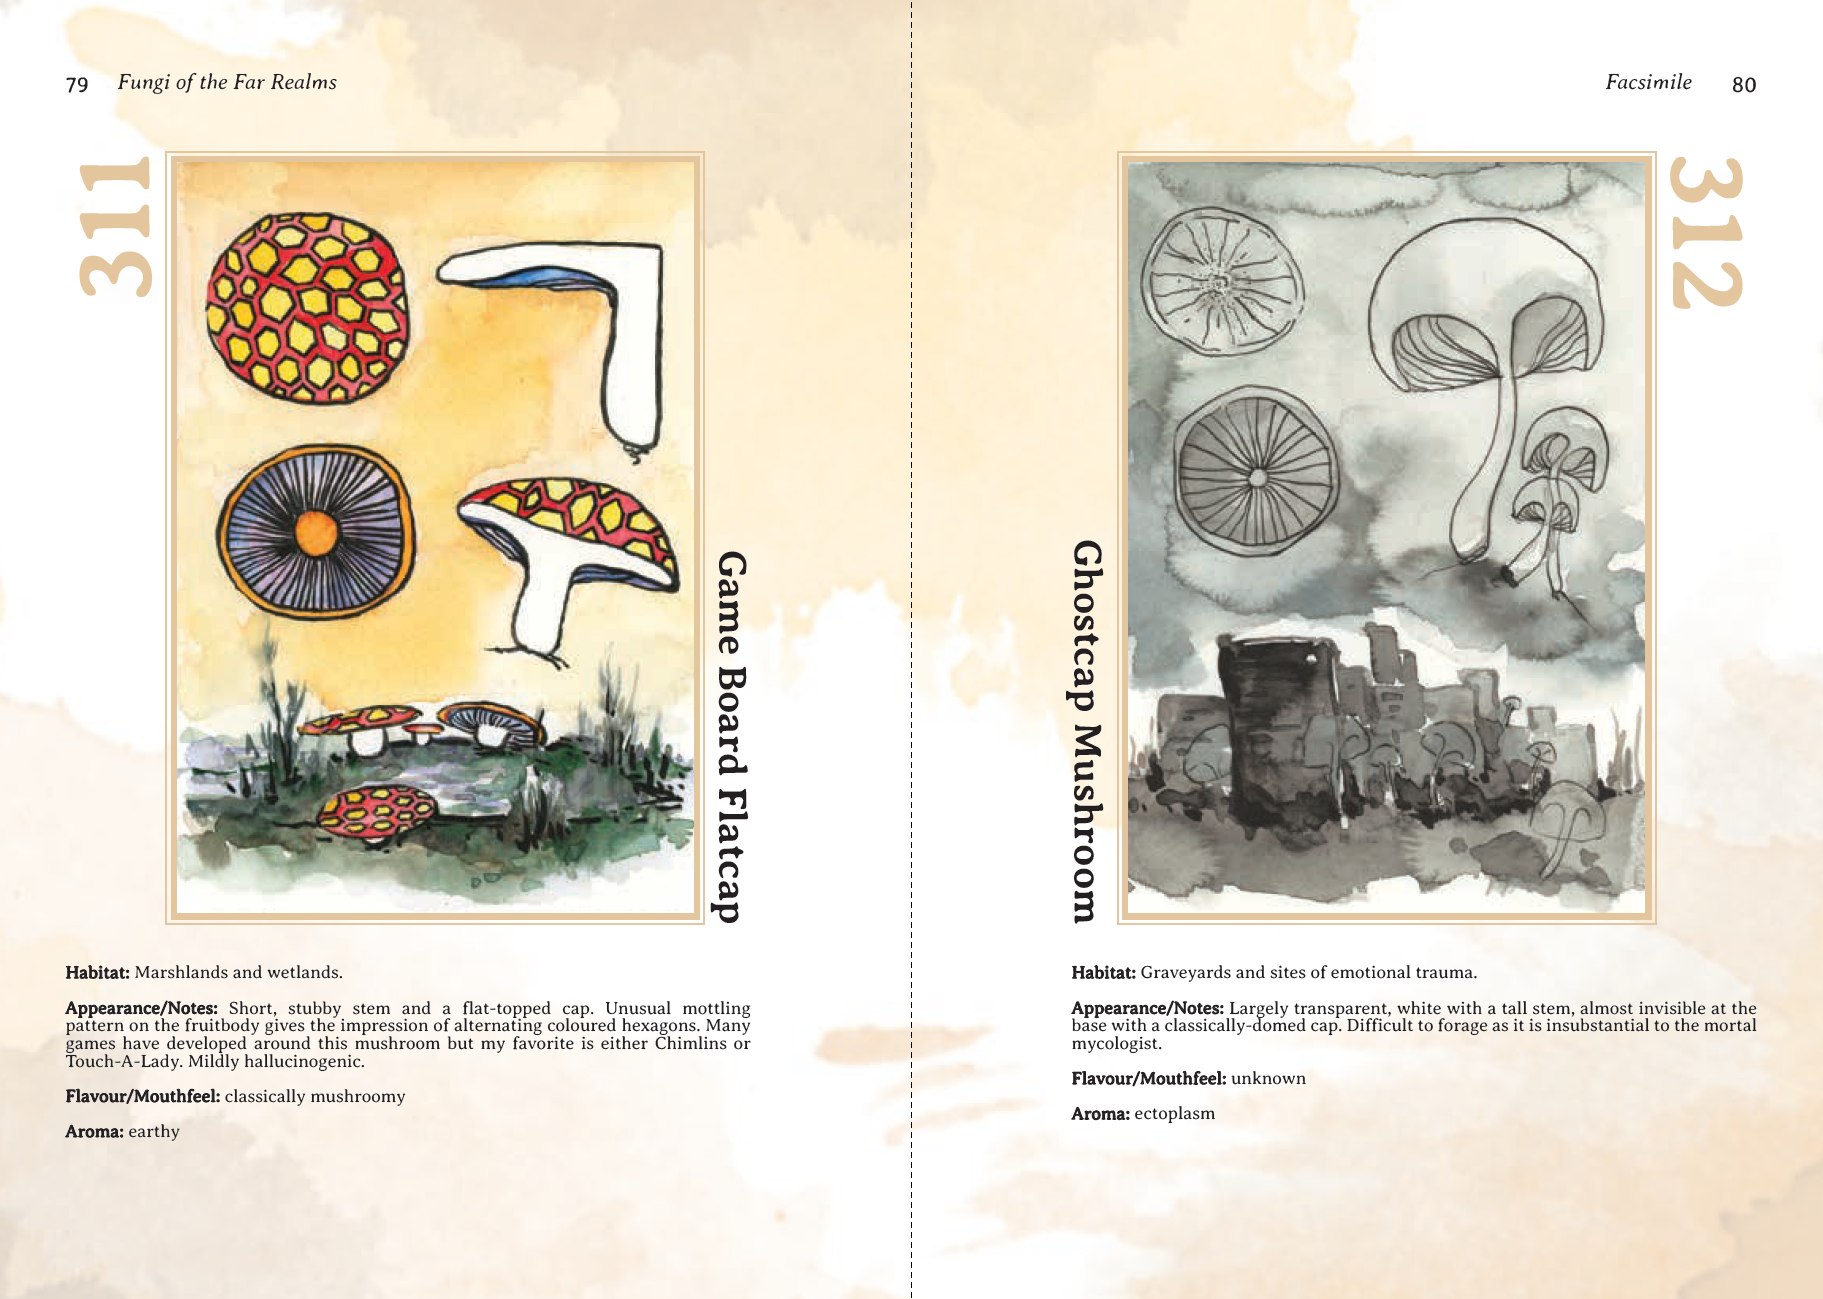 79 Fungi of the Far Realms
311
Game Board Flatcap
Habitat: Marshlands and wetlands.
Appearance/Notes: Short, stubby stem and a flat-topped cap. Unusual mottling
pattern on the fruitbody gives the impression of alternating coloured hexagons. Many
games have developed around this mushroom but my favorite is either Chimlins or
Touch-A-Lady. Mildly hallucinogenic.
Flavour/Mouthfeel: classically mushroomy
Aroma: earthy
Facsimile 80
312
Ghostcap Mushroom
Habitat: Graveyards and sites of emotional trauma.
Appearance/Notes: Largely transparent, white with a tall stem, almost invisible at the
base with a classically-domed cap. Difficult to forage as it is insubstantial to the mortal
mycologist.
Flavour/Mouthfeel: unknown
Aroma: ectoplasm